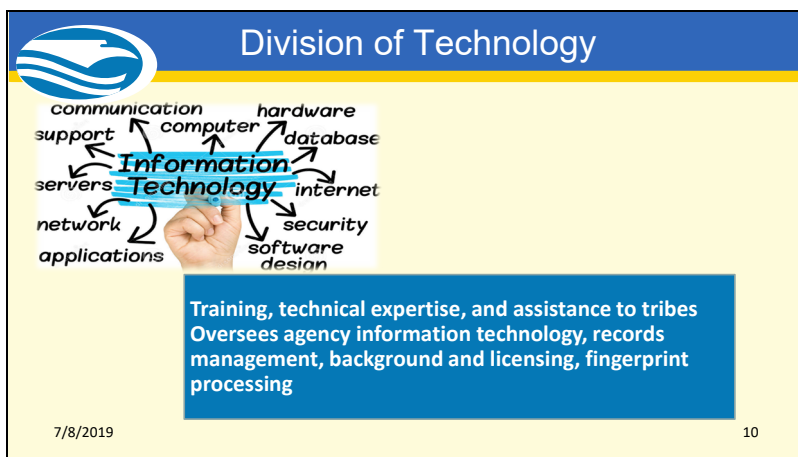 Division of Technology
communication
hardware
support
computer
database
Information
servers
Technology
internet
network
security
applications
software
design
Training, technical expertise, and assistance to tribes
Oversees agency information technology, records
management, background and licensing, fingerprint
processing
7/8/2019
10